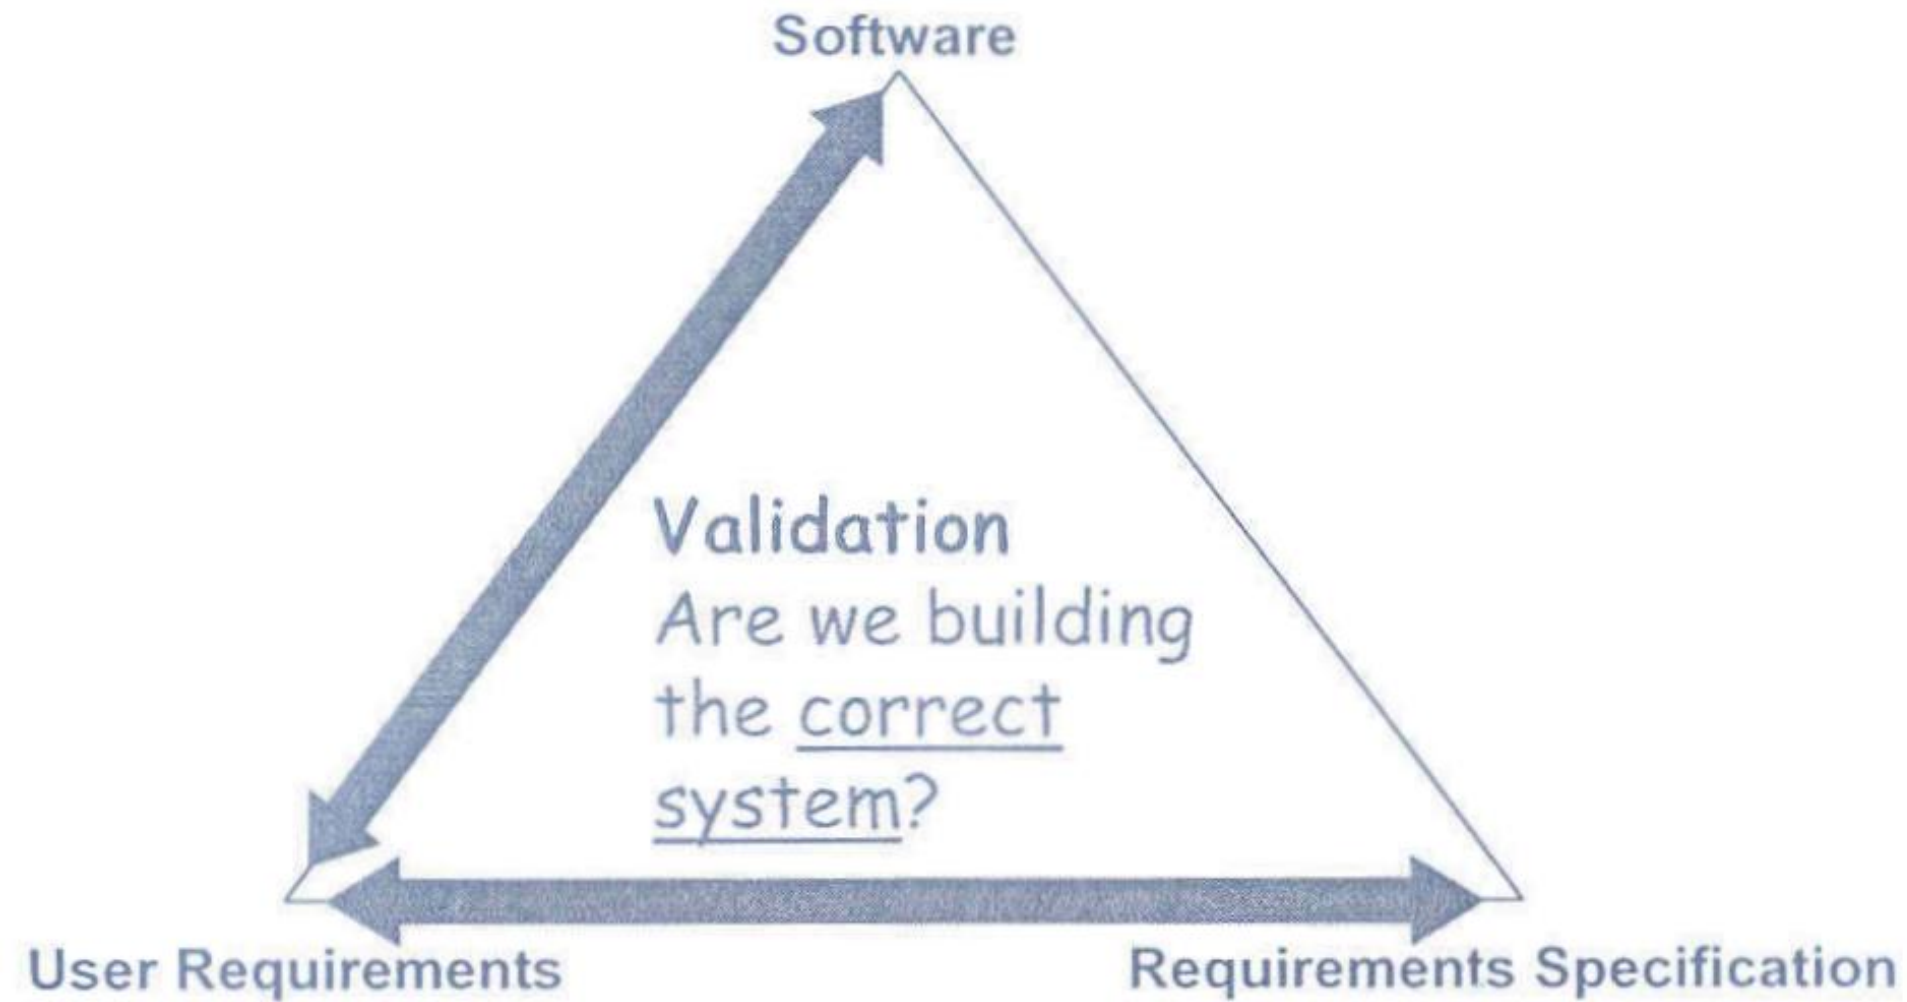 Software
Validation
Are we building
the correct
system?
User Requirements
Requirements Specification